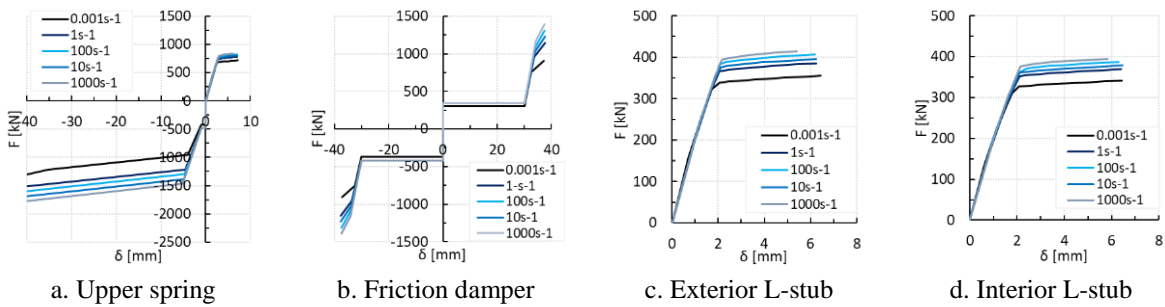 0.001s-1
1s-1
100s-1
10s-1
1000s-1
1500
1000
500
0
-500
-1000
-1500
-2000
-2500
-40 -30 -20 -10 0 10
F [kN]
δ [mm]
a. Upper spring
1500
1000
500
0
-500
-1000
-1500
-40 -20 0 20 40
F [kN]
0.001s-1
1-s-1
100s-1
10s-1
1000s-1
δ [mm]
b. Friction damper
500
400
300
200
100
0
F [kN]
0.001s-1
1s-1
100s-1
10s-1
1000s-1
0 2 4 6 8
δ [mm]
c. Exterior L-stub
500
400
300
200
100
0
F [kN]
0.001s-1
1s-1
100s-1
10s-1
1000s-1
0 2 4 6 8
δ [mm]
d. Interior L-stub